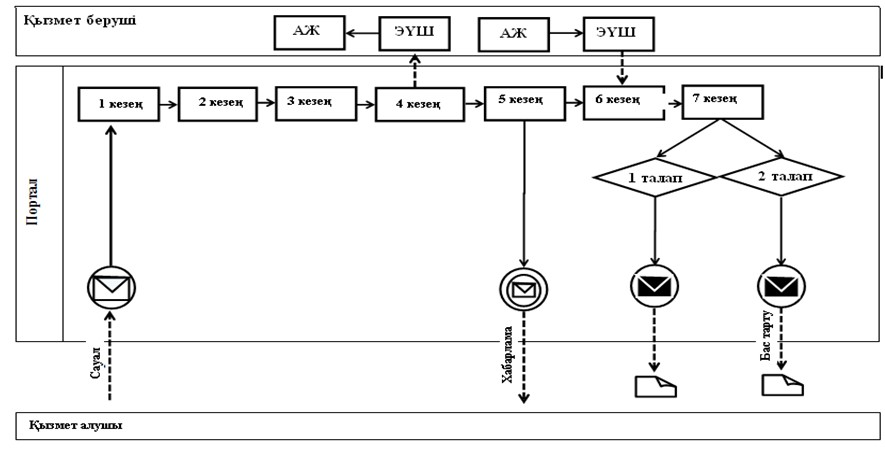 Қызмет беруші
АЖ
ЭҮШ
АЖ
ЭҮШ
Портал
1 кезең
2 кезең
3 кезең
4 кезең
5 кезең
6 кезең
7 кезең
1 талап
2 талап
Сауал
Хабарлама
Бас тарту
Қызмет алушы